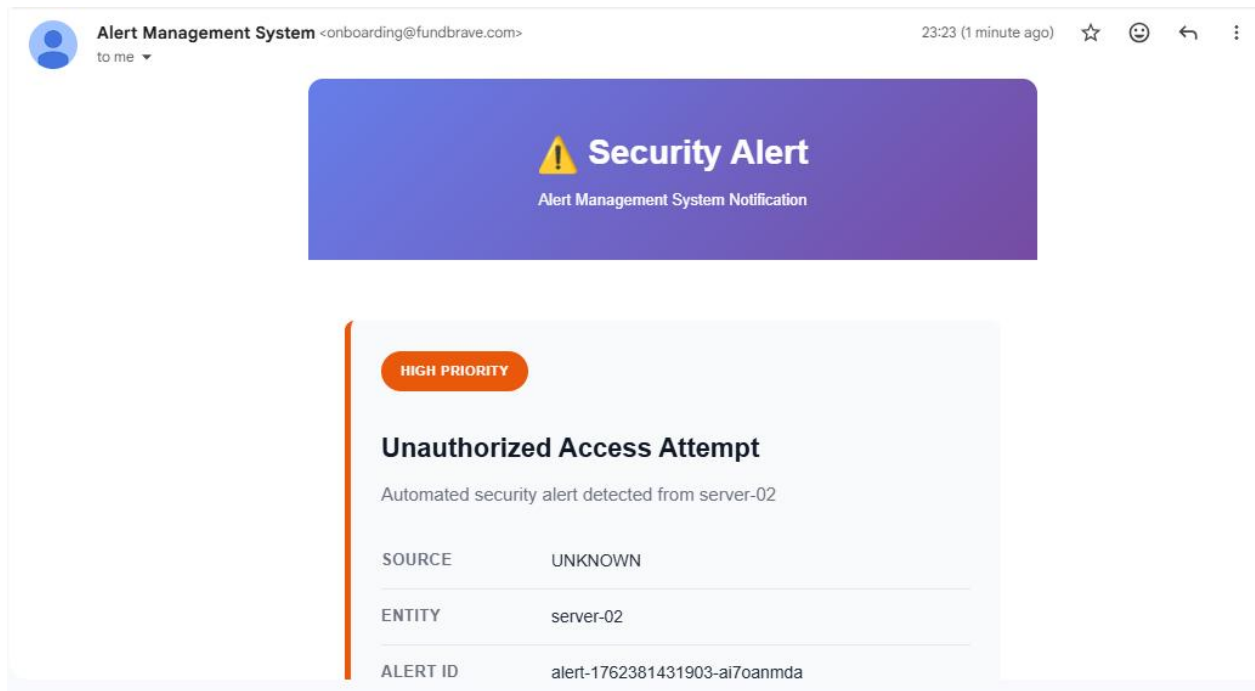 Alert Management System <onboarding@fundbrave.com> 23:23 (1 minute ago)
to me
⚠️ Security Alert
Alert Management System Notification
HIGH PRIORITY
Unauthorized Access Attempt
Automated security alert detected from server-02
SOURCE UNKNOWN
ENTITY server-02
ALERT ID alert-1762381431903-ai7oanmda